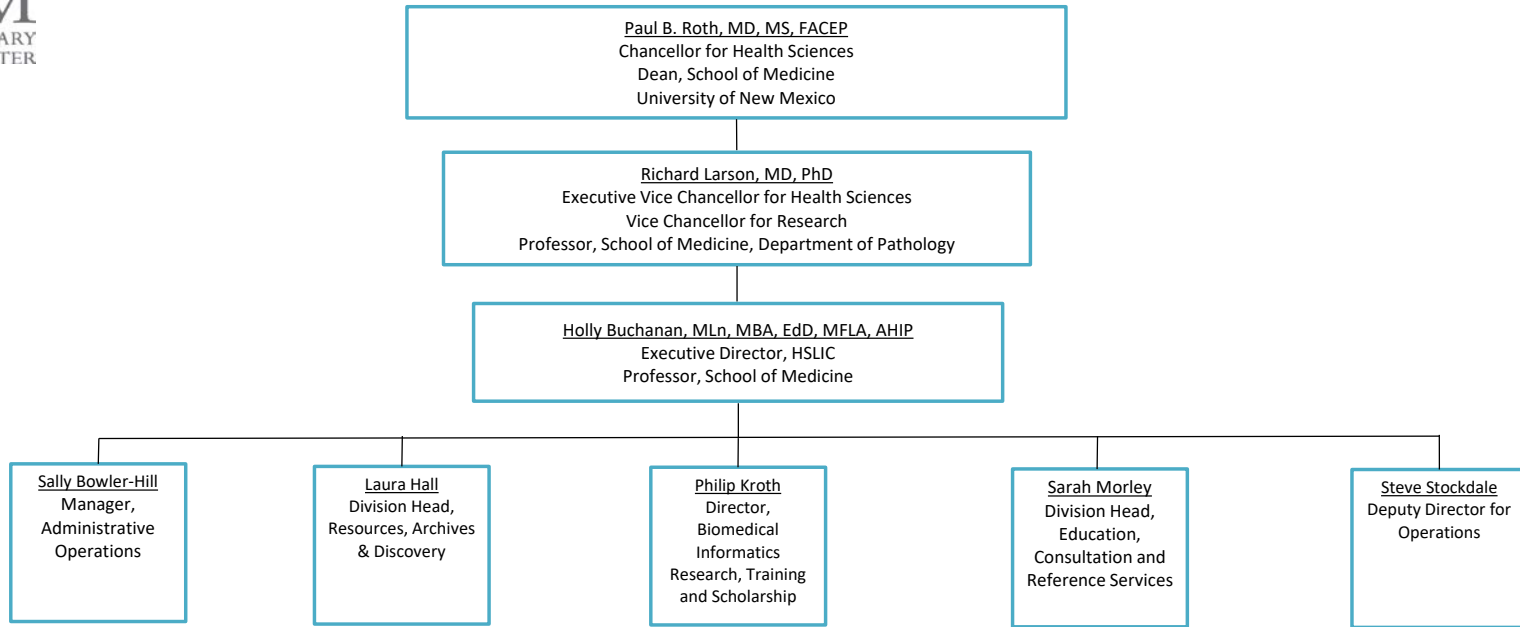 Paul B. Roth, MD, MS, FACEP
Chancellor for Health Sciences
Dean, School of Medicine
University of New Mexico
Richard Larson, MD, PhD
Executive Vice Chancellor for Health Sciences
Vice Chancellor for Research
Professor, School of Medicine, Department of Pathology
Holly Buchanan, MLn, MBA, EdD, MFLA, AHIP
Executive Director, HSLIC
Professor, School of Medicine
Sally Bowler-Hill
Manager,
Administrative
Operations
Laura Hall
Division Head,
Resources, Archives
& Discovery
Philip Kroth
Director,
Biomedical
Informatics
Research, Training
and Scholarship
Sarah Morley
Division Head,
Education,
Consultation and
Reference Services
Steve Stockdale
Deputy Director for
Operations